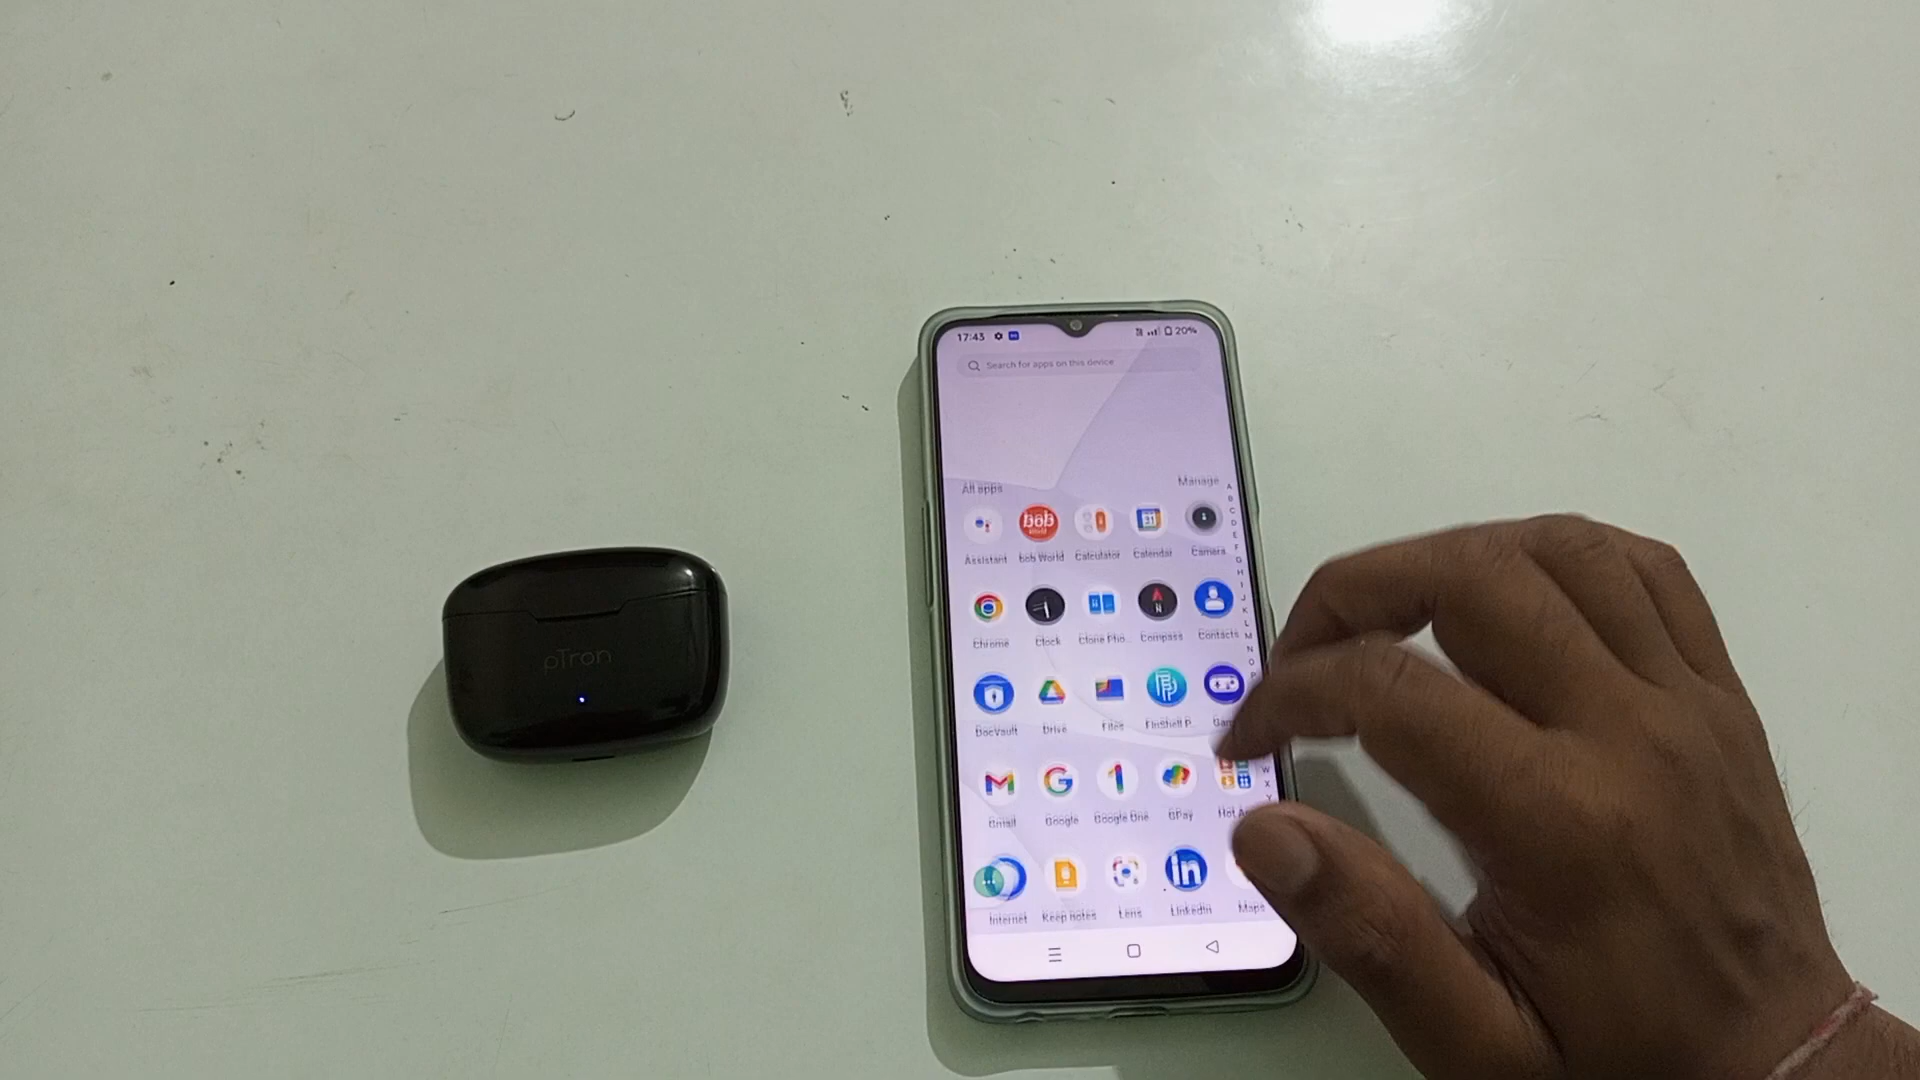 17:43 20%
Search for apps on this device
All apps Manage
Assistant bob World Calculator Calendar Camera
Chrome Clock Clone Pho... Compass Contacts
DocVault Drive Files FinShell P...
Gmail Google Google One GPay
Internet Keep notes Lens LinkedIn Maps
pTron